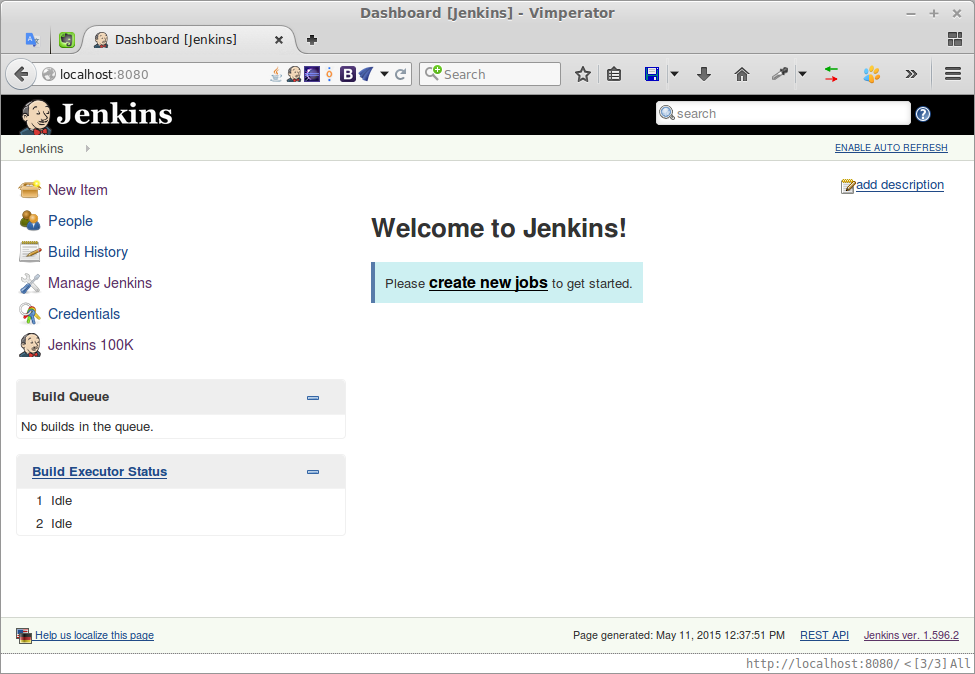 Dashboard [Jenkins] - Vimperator
Dashboard [Jenkins]
localhost:8080
B
Search
Jenkins
search
Jenkins
ENABLE AUTO REFRESH
New Item
People
Build History
Manage Jenkins
Credentials
Jenkins 100K
add description
Welcome to Jenkins!
Please create new jobs to get started.
Build Queue
No builds in the queue.
Build Executor Status
1 Idle
2 Idle
Help us localize this page
Page generated: May 11, 2015 12:37:51 PM REST API Jenkins ver. 1.596.2
http://localhost:8080/ <[3/3] All